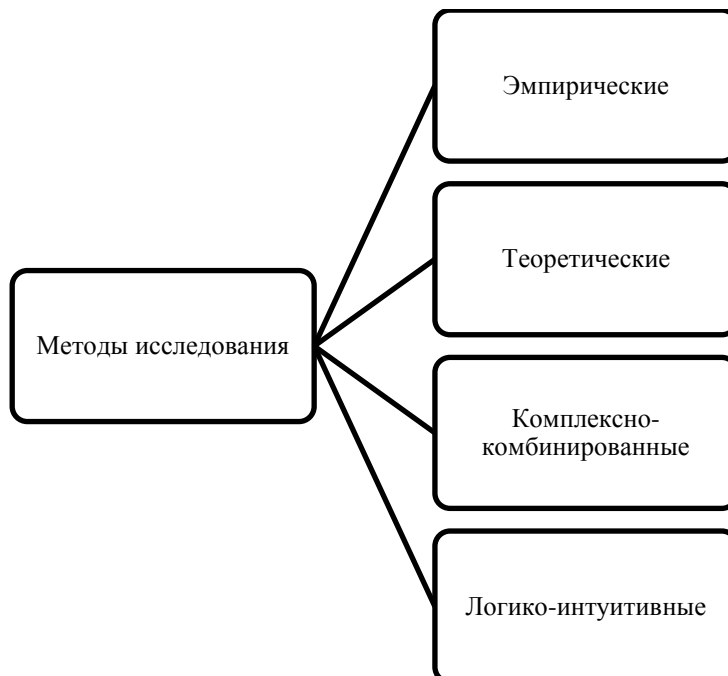 Методы исследования
Эмпирические
Теоретические
Комплексно-
комбинированные
Логико-интуитивные